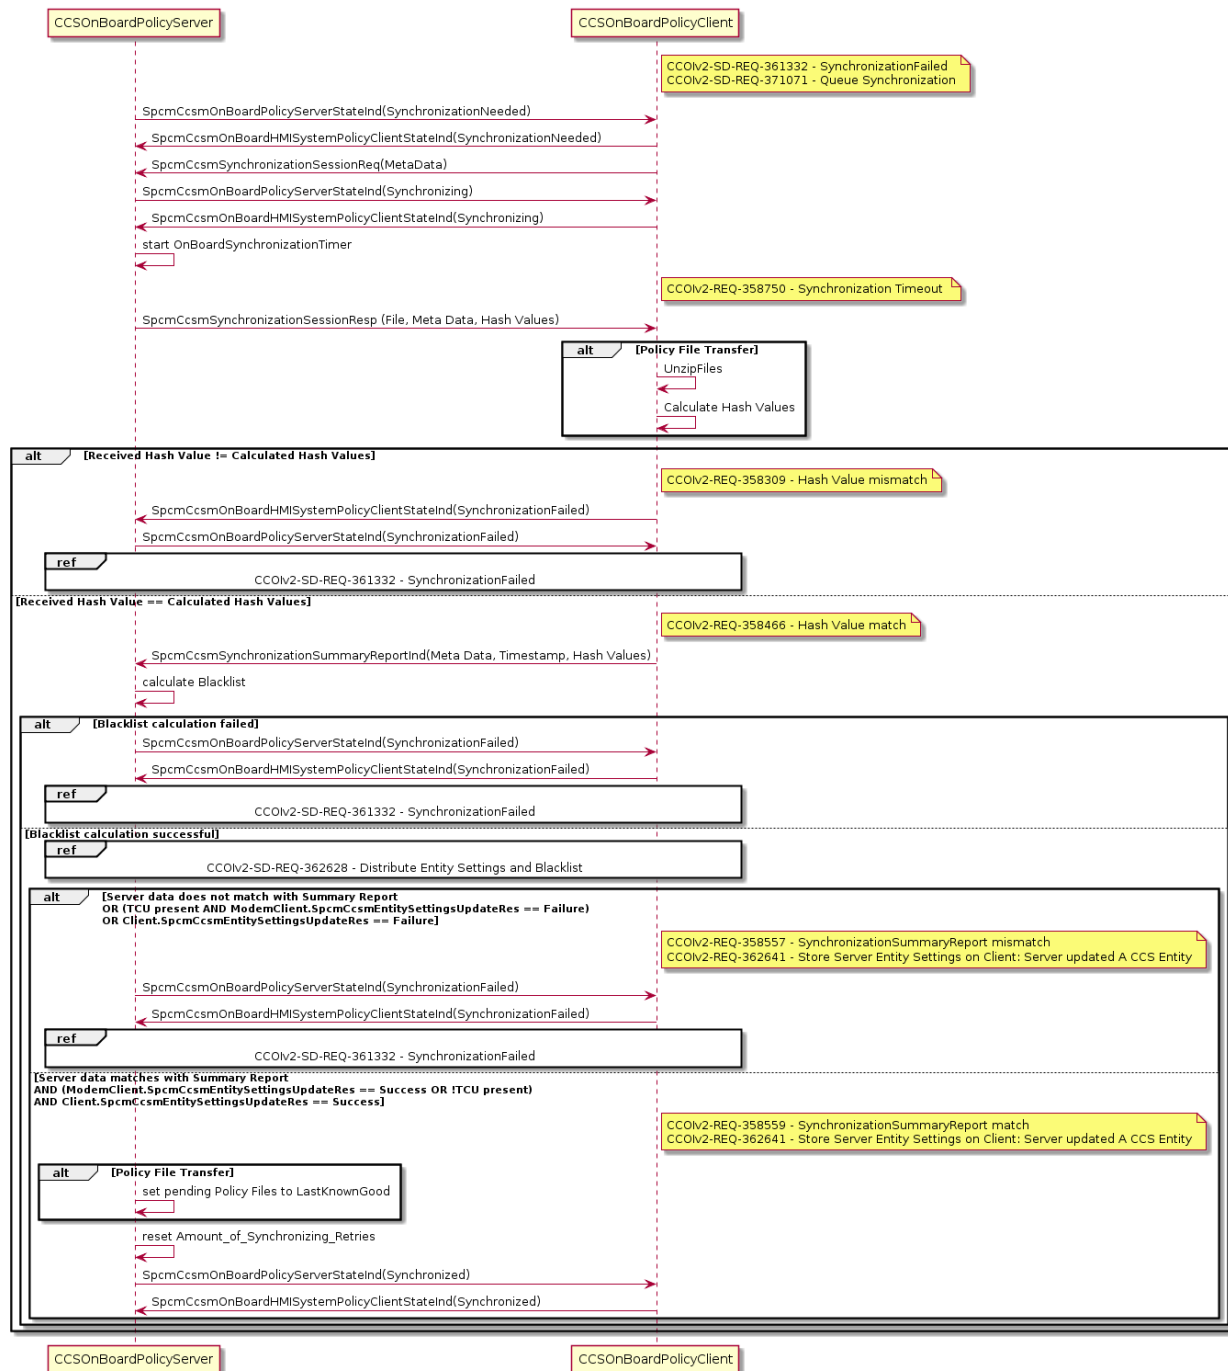 CCSOnBoardPolicyServer
CCSOnBoardPolicyClient
CCOIv2-SD-REQ-361332 - SynchronizationFailed
CCOIv2-SD-REQ-371071 - Queue Synchronization
SpcmCcsmOnBoardPolicyServerStateInd(SynchronizationNeeded)
SpcmCcsmOnBoardHMISystemPolicyClientStateInd(SynchronizationNeeded)
SpcmCcsmSynchronizationSessionReq(MetaData)
SpcmCcsmOnBoardPolicyServerStateInd(Synchronizing)
SpcmCcsmOnBoardHMISystemPolicyClientStateInd(Synchronizing)
start OnBoardSynchronizationTimer
CCOIv2-REQ-358750 - Synchronization Timeout
SpcmCcsmSynchronizationSessionResp (File, Meta Data, Hash Values)
alt [Policy File Transfer]
UnzipFiles
Calculate Hash Values
alt [Received Hash Value != Calculated Hash Values]
CCOIv2-REQ-358309 - Hash Value mismatch
SpcmCcsmOnBoardHMISystemPolicyClientStateInd(SynchronizationFailed)
SpcmCcsmOnBoardPolicyServerStateInd(SynchronizationFailed)
ref
CCOIv2-SD-REQ-361332 - SynchronizationFailed
[Received Hash Value == Calculated Hash Values]
CCOIv2-REQ-358466 - Hash Value match
SpcmCcsmSynchronizationSummaryReportInd(Meta Data, Timestamp, Hash Values)
calculate Blacklist
alt [Blacklist calculation failed]
SpcmCcsmOnBoardPolicyServerStateInd(SynchronizationFailed)
SpcmCcsmOnBoardHMISystemPolicyClientStateInd(SynchronizationFailed)
ref
CCOIv2-SD-REQ-361332 - SynchronizationFailed
[Blacklist calculation successful]
ref
CCOIv2-SD-REQ-362628 - Distribute Entity Settings and Blacklist
alt [Server data does not match with Summary Report
OR (TCU present AND ModemClient.SpcmCcsmEntitySettingsUpdateRes == Failure)
OR Client.SpcmCcsmEntitySettingsUpdateRes == Failure]
CCOIv2-REQ-358557 - SynchronizationSummaryReport mismatch
CCOIv2-REQ-362641 - Store Server Entity Settings on Client: Server updated A CCS Entity
SpcmCcsmOnBoardPolicyServerStateInd(SynchronizationFailed)
SpcmCcsmOnBoardHMISystemPolicyClientStateInd(SynchronizationFailed)
ref
CCOIv2-SD-REQ-361332 - SynchronizationFailed
[Server data matches with Summary Report
AND (ModemClient.SpcmCcsmEntitySettingsUpdateRes == Success OR !TCU present)
AND Client.SpcmCcsmEntitySettingsUpdateRes == Success]
CCOIv2-REQ-358559 - SynchronizationSummaryReport match
CCOIv2-REQ-362641 - Store Server Entity Settings on Client: Server updated A CCS Entity
alt [Policy File Transfer]
set pending Policy Files to LastKnownGood
reset Amount_of_Synchronizing_Retries
SpcmCcsmOnBoardPolicyServerStateInd(Synchronized)
SpcmCcsmOnBoardHMISystemPolicyClientStateInd(Synchronized)
CCSOnBoardPolicyServer
CCSOnBoardPolicyClient